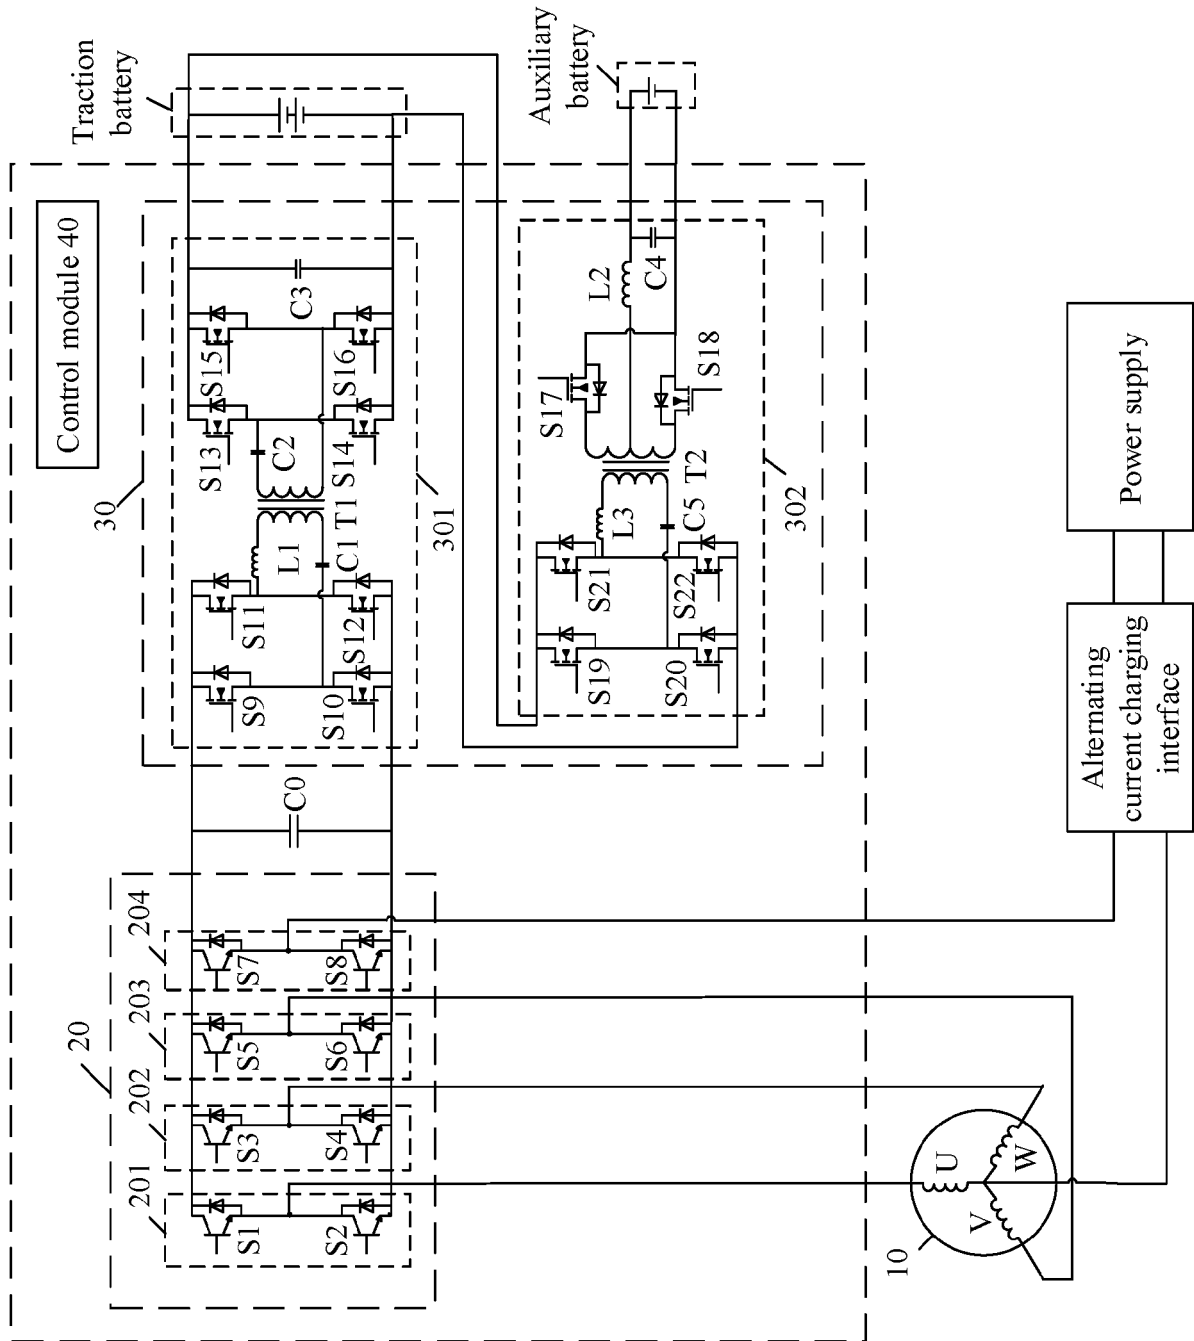 Control module 40
Traction
battery
Auxiliary
battery
30
301
302
S9
S10
S11
S12
L1
C1
T1
C2
S13
S14
S15
S16
C3
S19
S20
S21
S22
L3
C5
T2
S17
S18
L2
C4
C0
20
201
202
203
204
S1
S2
S3
S4
S5
S6
S7
S8
10
U
V
W
Alternating
current charging
interface
Power supply